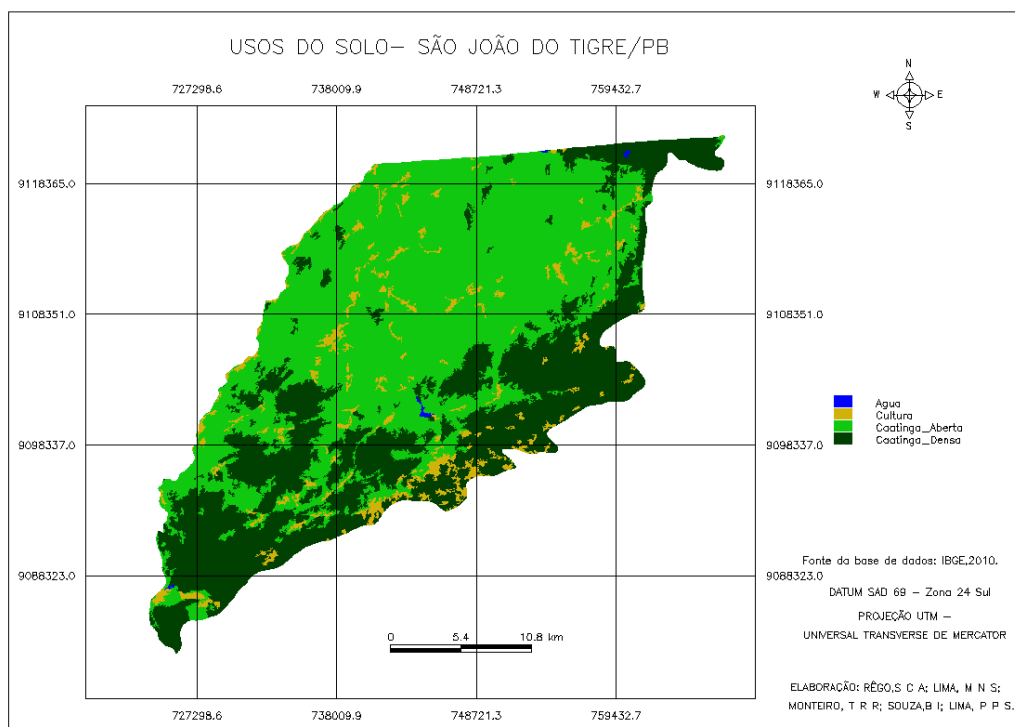 USOS DO SOLO– SÃO JOÃO DO TIGRE/PB
N
W E
S
727298.6 738009.9 748721.3 759432.7
9118365.0 9118365.0
9108351.0 9108351.0
9098337.0 9098337.0
9088323.0 9088323.0
Agua
Cultura
Caatinga_Aberta
Caatinga_Densa
0 5.4 10.8 km
727298.6 738009.9 748721.3 759432.7
Fonte da base de dados: IBGE,2010.
DATUM SAD 69 – Zona 24 Sul
PROJEÇÃO UTM –
UNIVERSAL TRANSVERSE DE MERCATOR
ELABORAÇÃO: RÊGO,S C A; LIMA, M N S;
MONTEIRO, T R R; SOUZA,B I; LIMA, P P S.